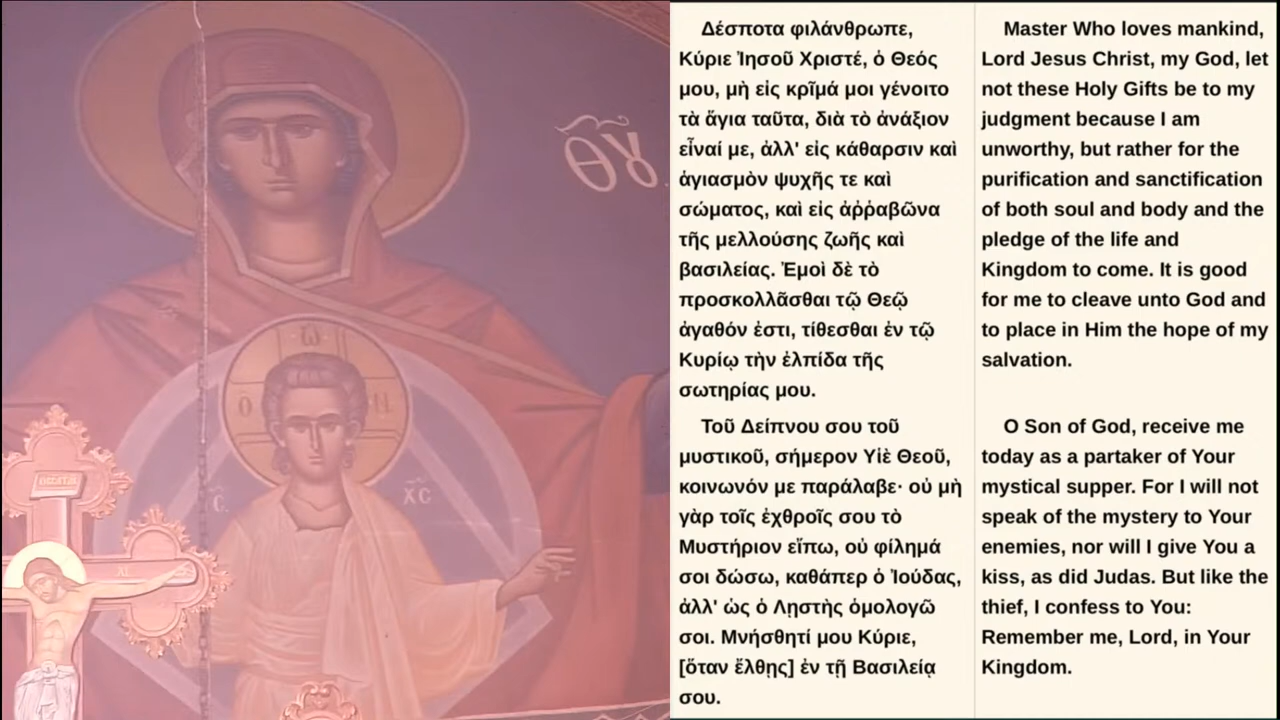 Θȣ
Ὁ Ω Ν
ΧC
Δέσποτα φιλάνθρωπε,
Κύριε Ἰησοῦ Χριστέ, ὁ Θεός
μου, μὴ εἰς κρῖμά μοι γένοιτο
τὰ ἅγια ταῦτα, διὰ τὸ ἀνάξιον
εἶναί με, ἀλλ' εἰς κάθαρσιν καὶ
ἁγιασμὸν ψυχῆς τε καὶ
σώματος, καὶ εἰς ἀῤῥαβῶνα
τῆς μελλούσης ζωῆς καὶ
βασιλείας. Ἐμοὶ δὲ τὸ
προσκολλᾶσθαι τῷ Θεῷ
ἀγαθόν ἐστι, τίθεσθαι ἐν τῷ
Κυρίῳ τὴν ἐλπίδα τῆς
σωτηρίας μου.
Τοῦ Δείπνου σου τοῦ
μυστικοῦ, σήμερον Υἱὲ Θεοῦ,
κοινωνόν με παράλαβε· οὐ μὴ
γὰρ τοῖς ἐχθροῖς σου τὸ
Μυστήριον εἴπω, οὐ φίλημά
σοι δώσω, καθάπερ ὁ Ἰούδας,
ἀλλ' ὡς ὁ Λῃστὴς ὁμολογῶ
σοι. Μνήσθητί μου Κύριε,
[ὅταν ἔλθῃς] ἐν τῇ Βασιλείᾳ
σου.
Master Who loves mankind,
Lord Jesus Christ, my God, let
not these Holy Gifts be to my
judgment because I am
unworthy, but rather for the
purification and sanctification
of both soul and body and the
pledge of the life and
Kingdom to come. It is good
for me to cleave unto God and
to place in Him the hope of my
salvation.
O Son of God, receive me
today as a partaker of Your
mystical supper. For I will not
speak of the mystery to Your
enemies, nor will I give You a
kiss, as did Judas. But like the
thief, I confess to You:
Remember me, Lord, in Your
Kingdom.